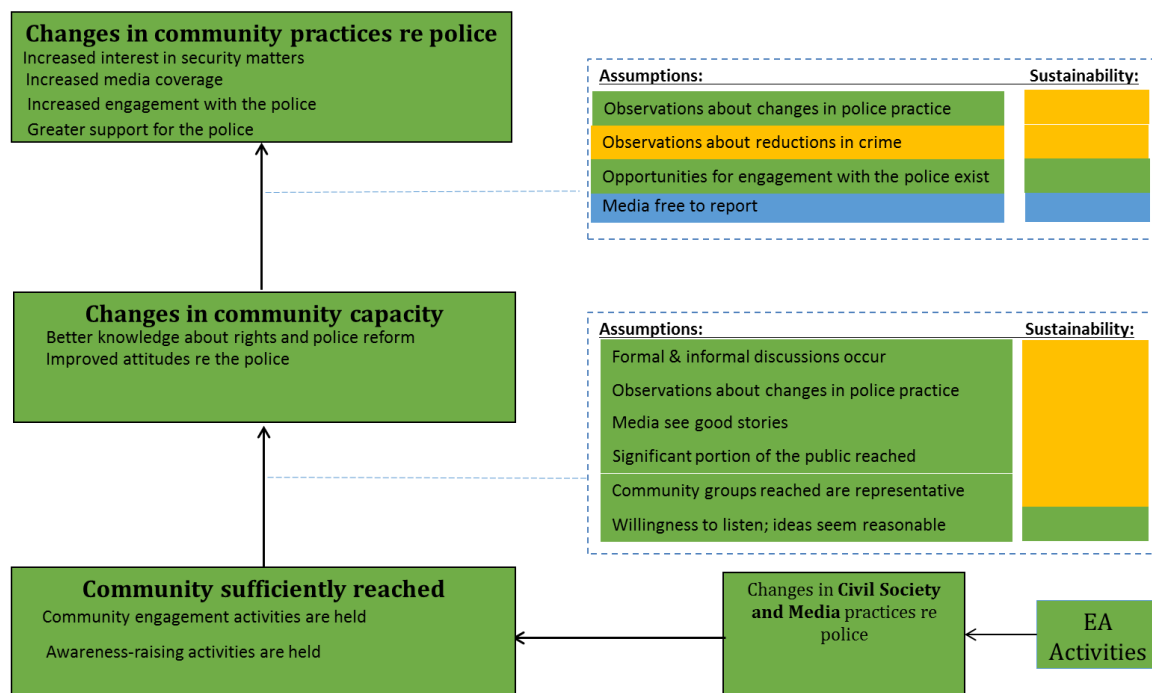 Changes in community practices re police
Increased interest in security matters
Increased media coverage
Increased engagement with the police
Greater support for the police
Assumptions:
Sustainability:
Observations about changes in police practice
Observations about reductions in crime
Opportunities for engagement with the police exist
Media free to report
Changes in community capacity
Better knowledge about rights and police reform
Improved attitudes re the police
Assumptions:
Sustainability:
Formal & informal discussions occur
Observations about changes in police practice
Media see good stories
Significant portion of the public reached
Community groups reached are representative
Willingness to listen; ideas seem reasonable
Community sufficiently reached
Community engagement activities are held
Awareness-raising activities are held
Changes in Civil Society
and Media practices re
police
EA
Activities